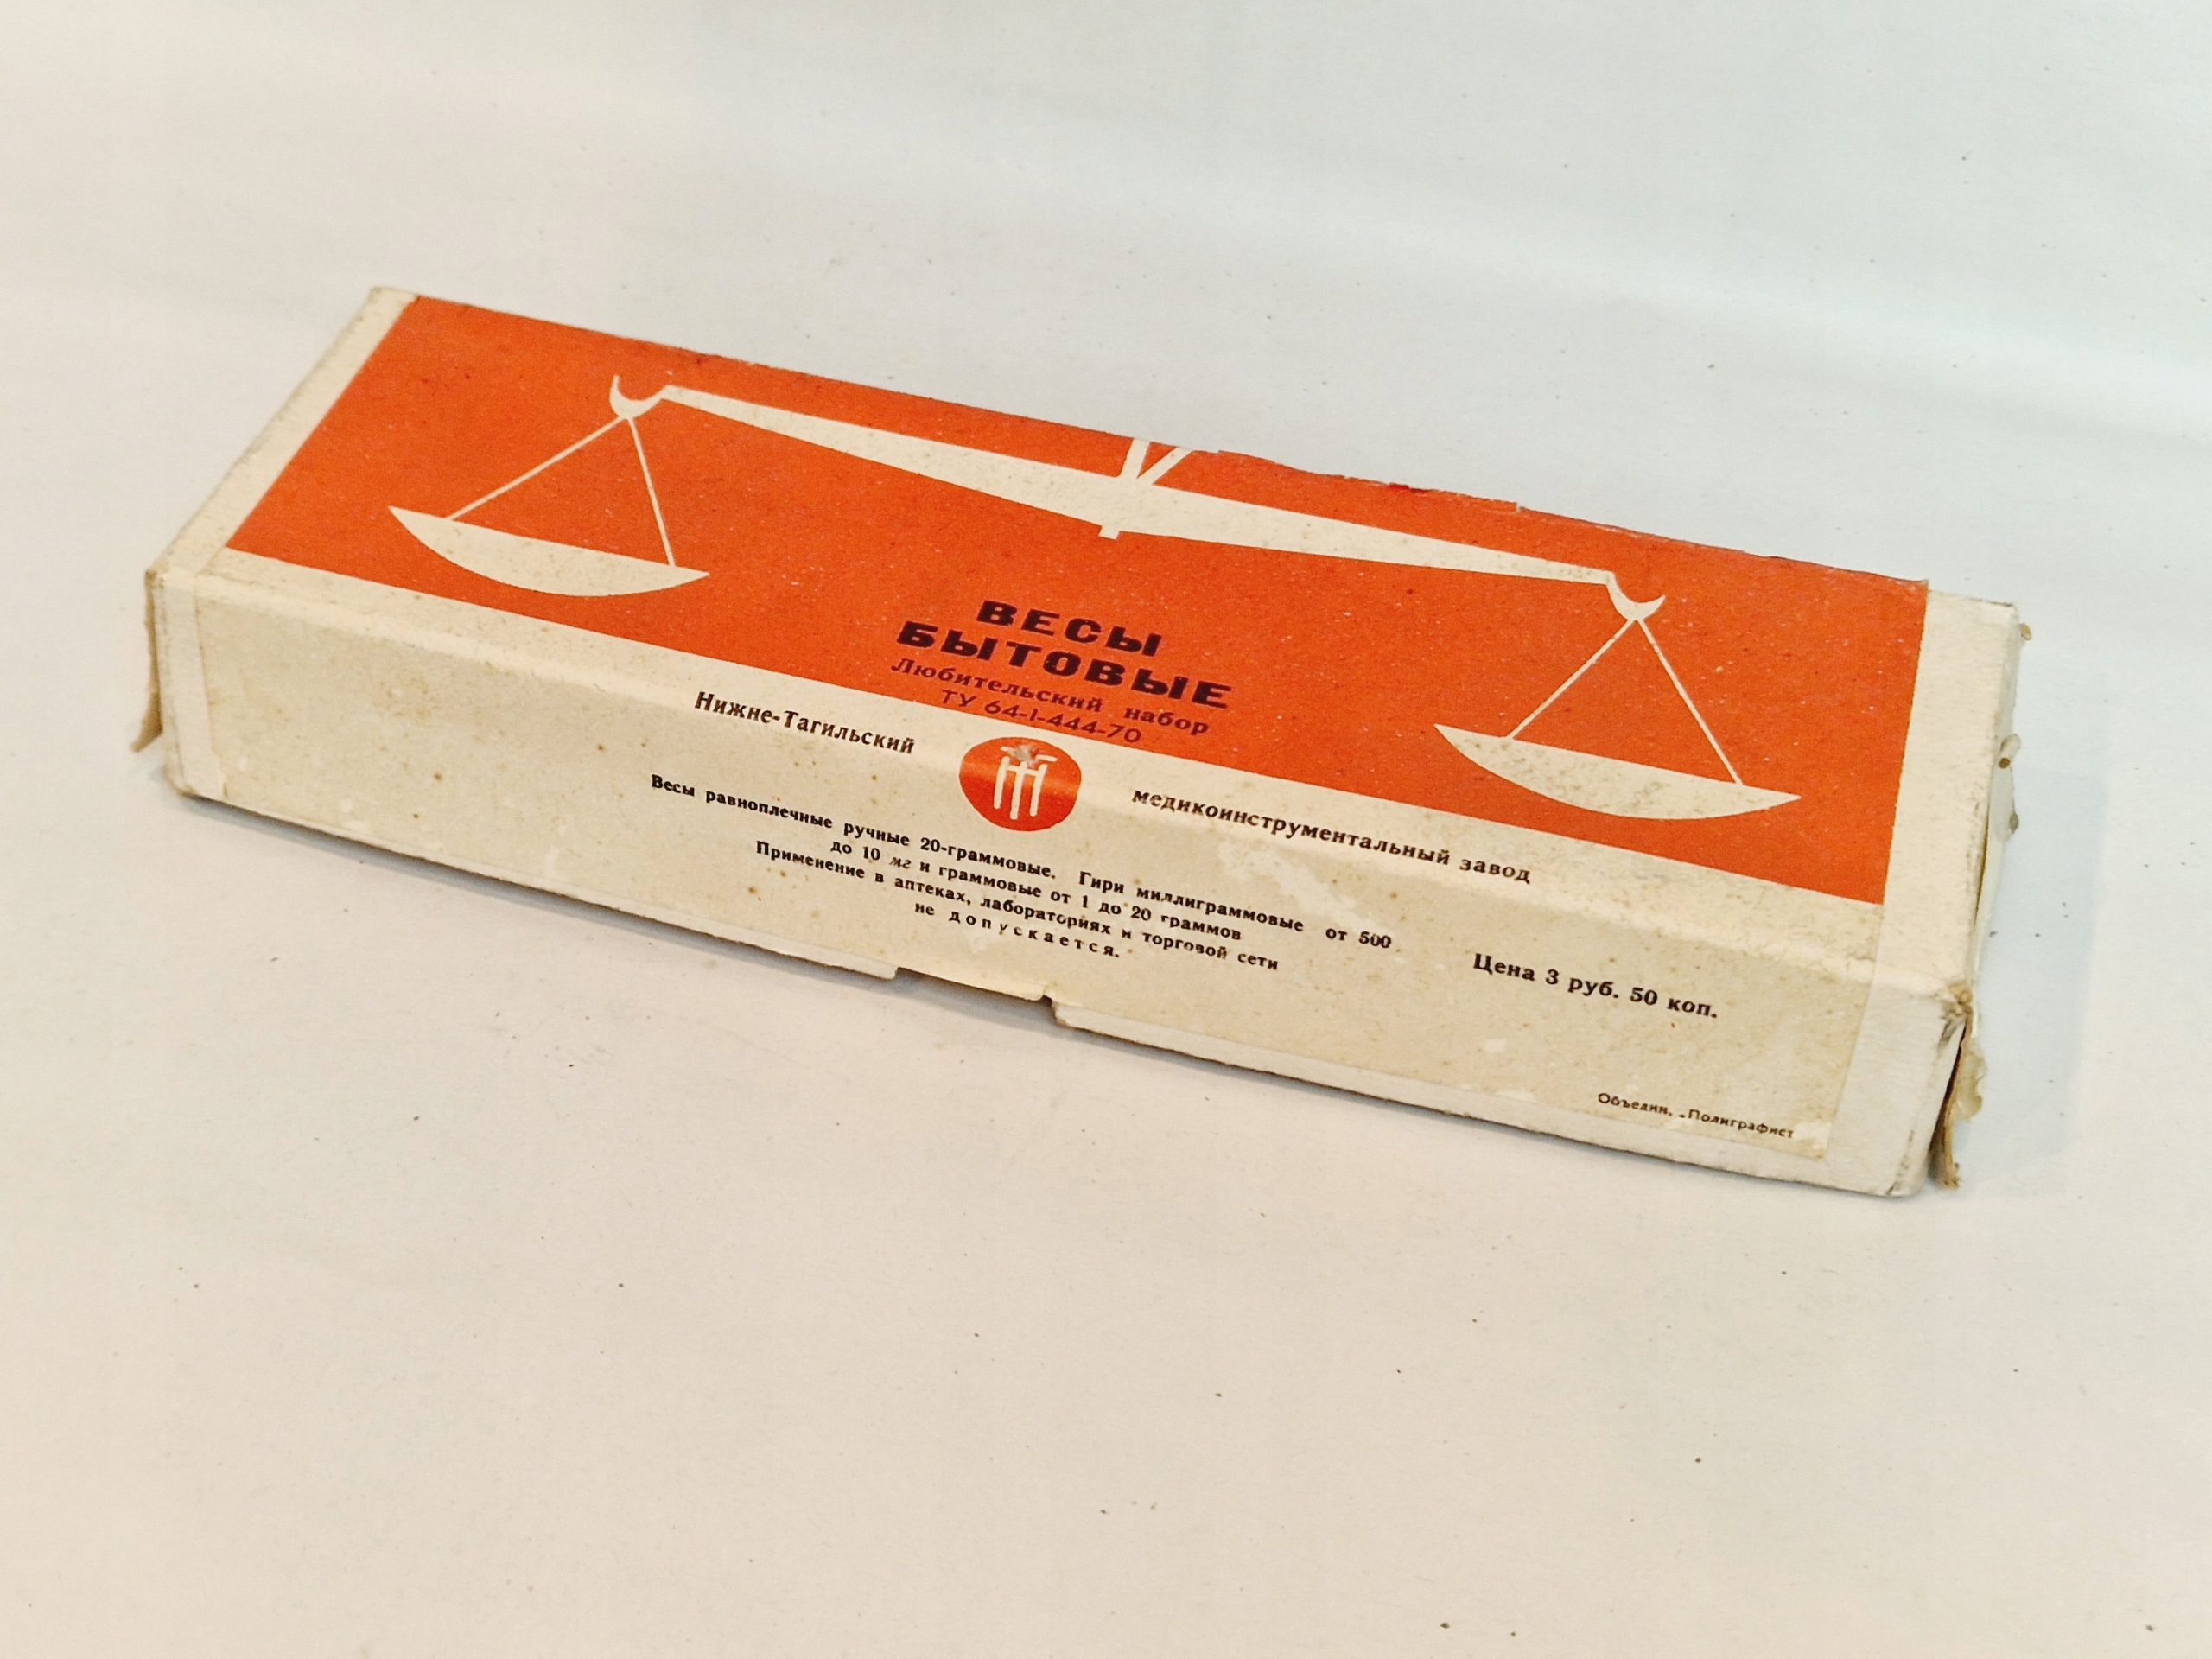 ВЕСЫ
БЫТОВЫЕ
Любительский набор
ТУ 64-1-444-70
Нижне-Тагильский медикоинструментальный завод
Весы равноплечные ручные 20-граммовые. Гири миллиграммовые от 500
до 10 мг и граммовые от 1 до 20 граммов
Применение в аптеках, лабораториях и торговой сети
не допускается.
Цена 3 руб. 50 коп.
Объедин. „Полиграфист